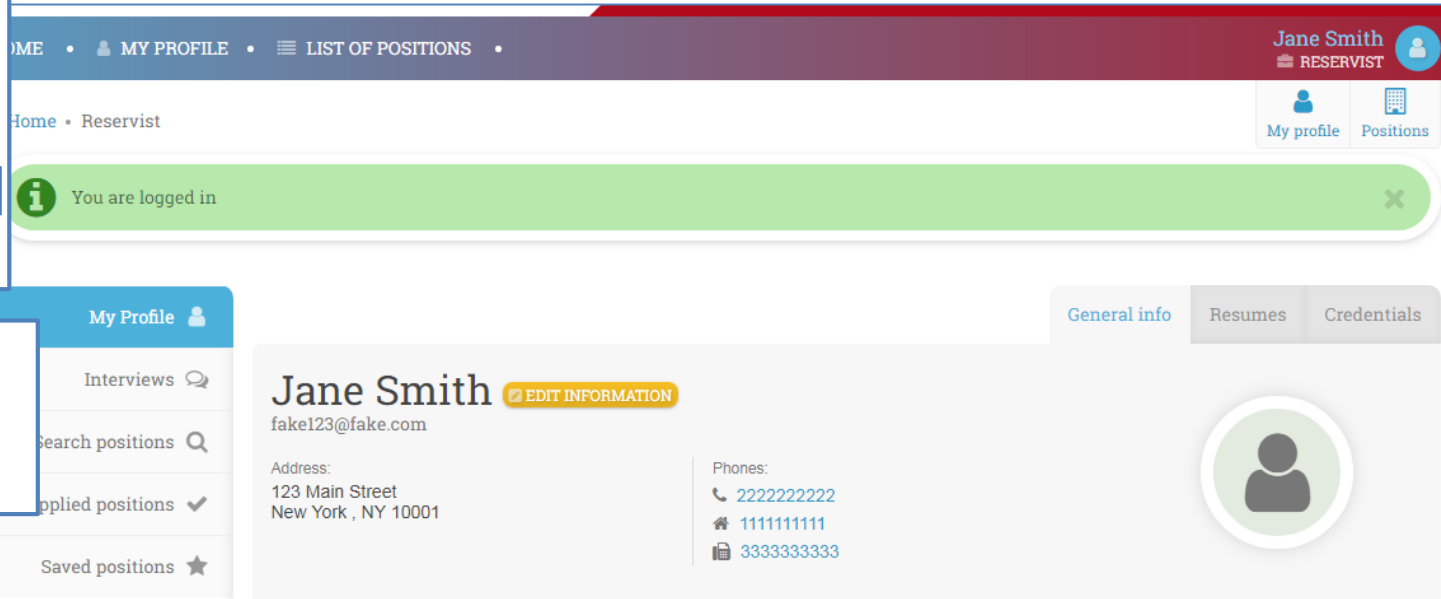 OME • MY PROFILE • LIST OF POSITIONS •
Jane Smith
RESERVIST
Home • Reservist
My profile
Positions
You are logged in
My Profile
Interviews
Search positions
pplied positions
Saved positions
General info
Resumes
Credentials
Jane Smith
EDIT INFORMATION
fake123@fake.com
Address:
123 Main Street
New York , NY 10001
Phones:
2222222222
1111111111
3333333333